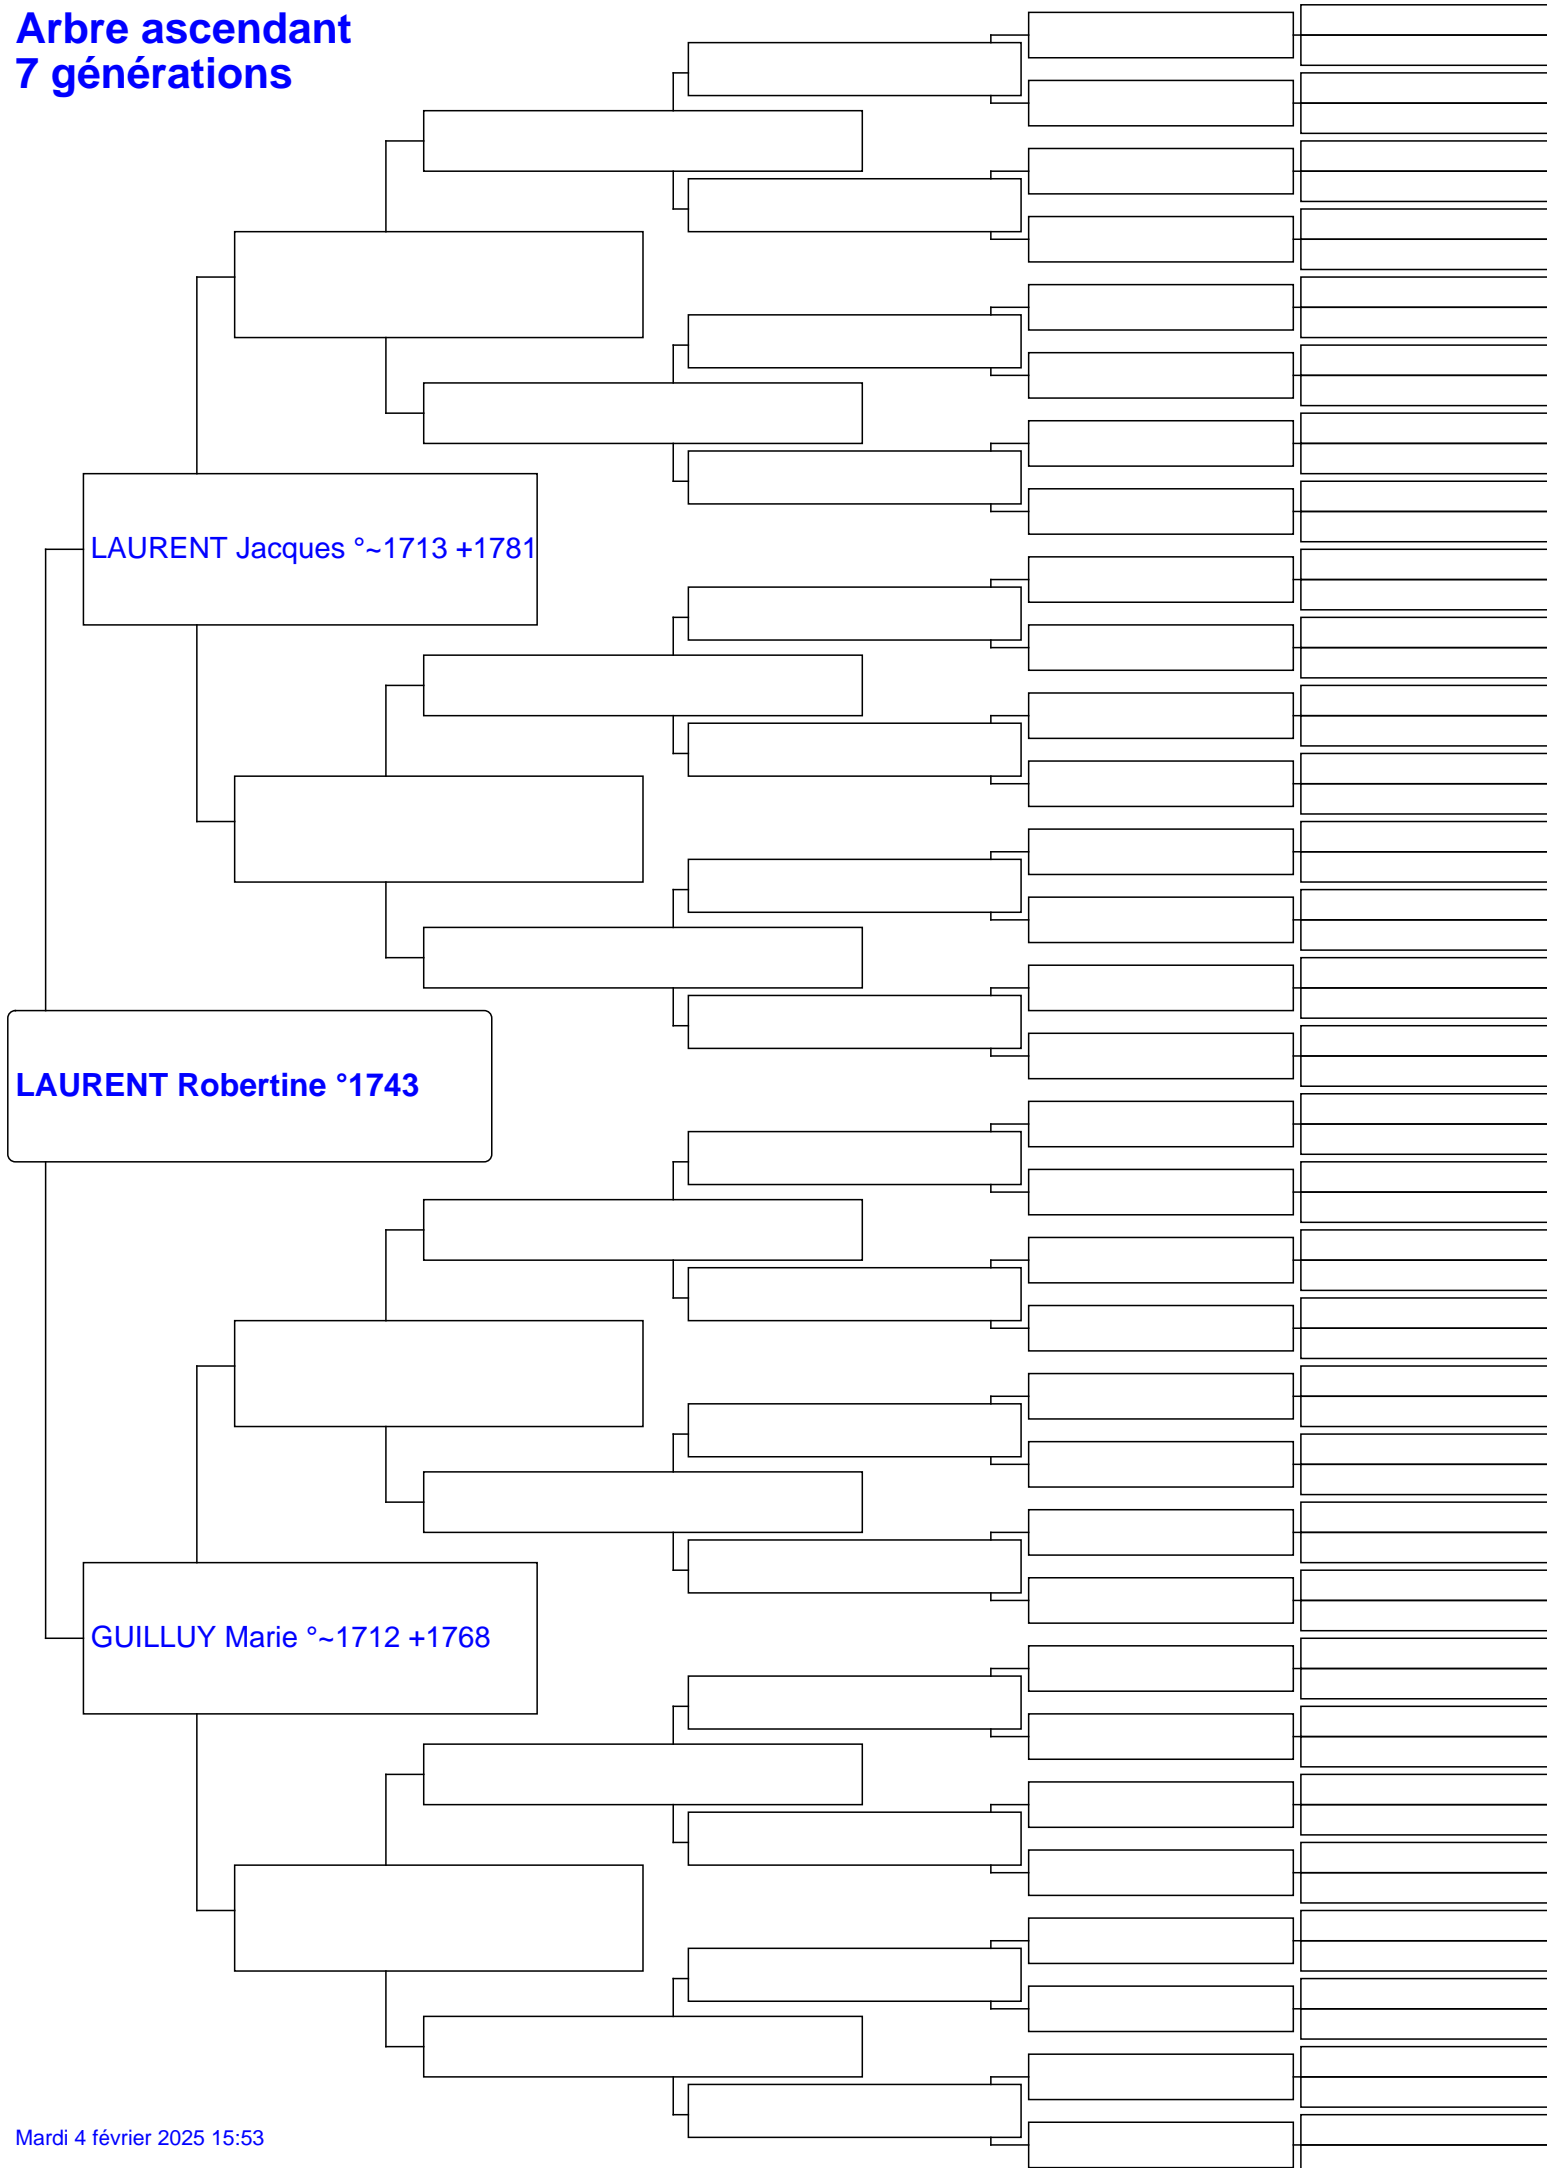 Arbre ascendant
7 générations
LAURENT Jacques °~1713 +1781
LAURENT Robertine °1743
GUILLUY Marie °~1712 +1768
Mardi 4 février 2025 15:53